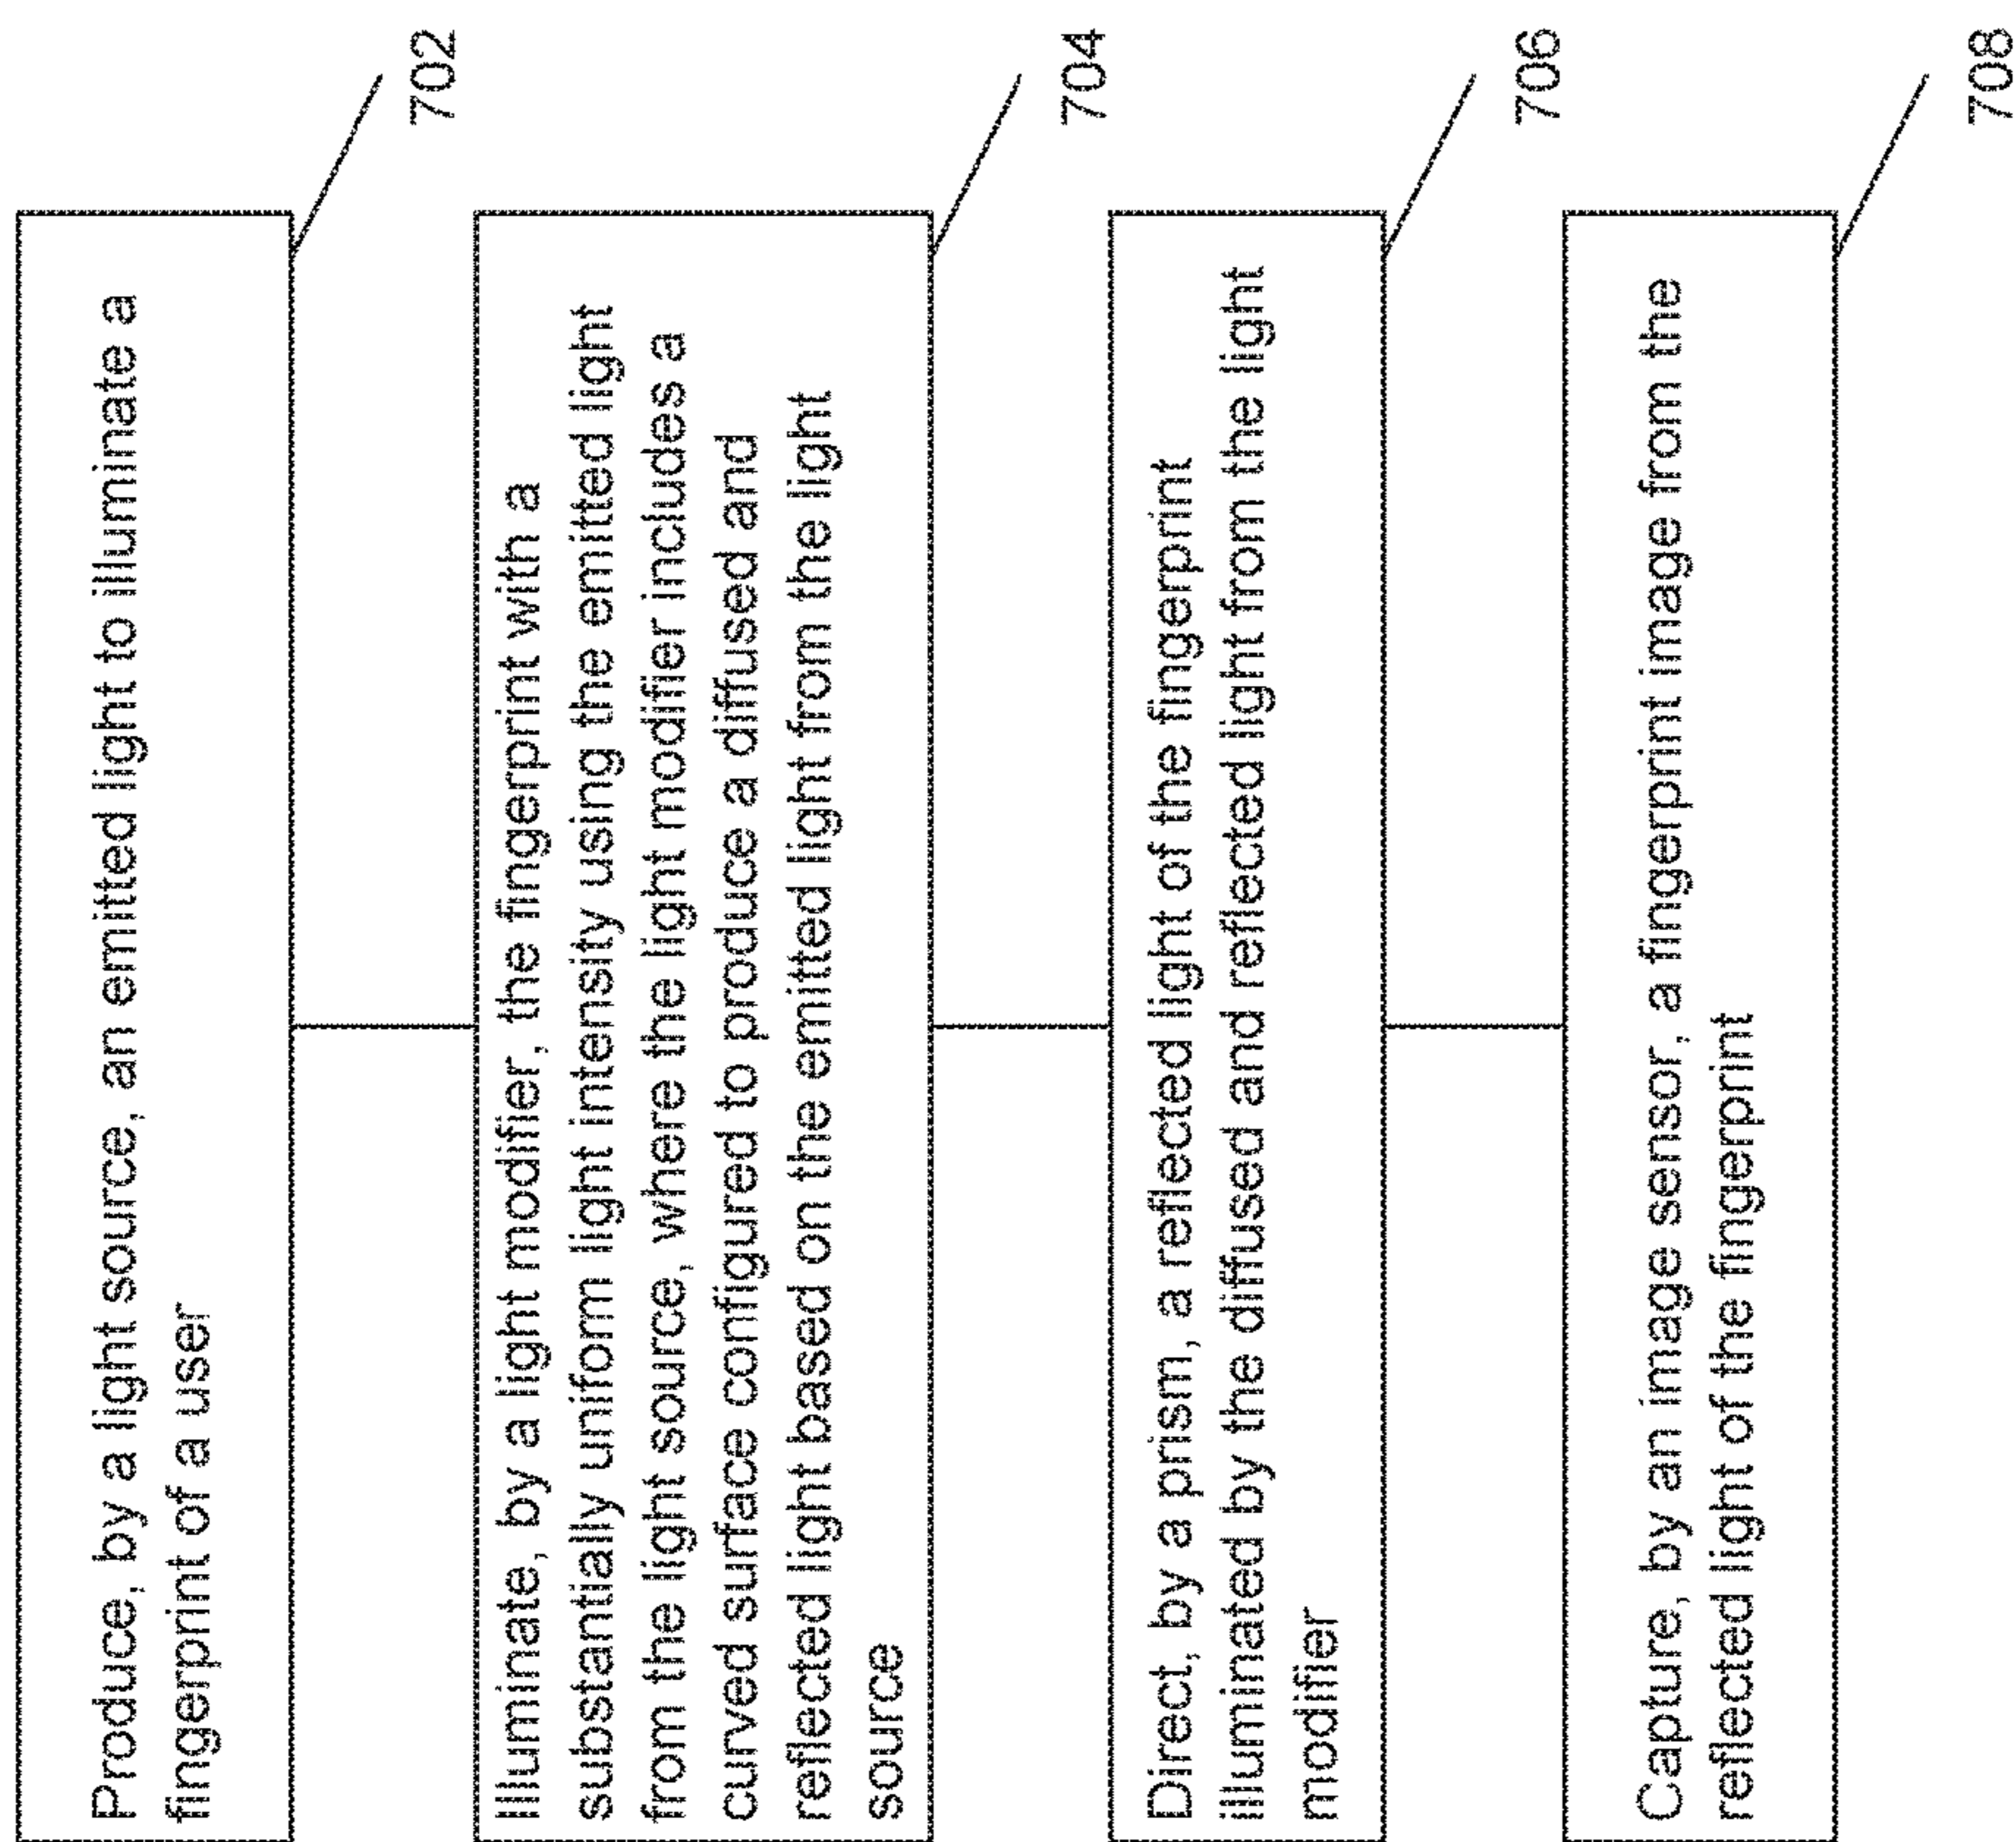 Produce, by a light source, an emitted light to illuminate a
fingerprint of a user
702
Illuminate, by a light modifier, the fingerprint with a
substantially uniform light intensity using the emitted light
from the light source, where the light modifier includes a
curved surface configured to produce a diffused and
reflected light based on the emitted light from the light
source
704
Direct, by a prism, a reflected light of the fingerprint
illuminated by the diffused and reflected light from the light
modifier
706
Capture, by an image sensor, a fingerprint image from the
reflected light of the fingerprint
708